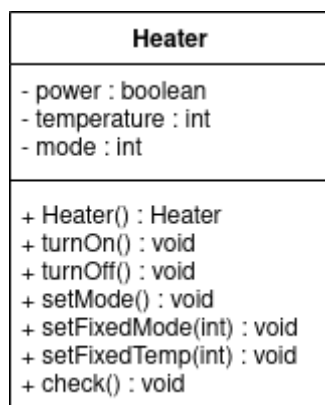 Heater
- power : boolean
- temperature : int
- mode : int
+ Heater() : Heater
+ turnOn() : void
+ turnOff() : void
+ setMode() : void
+ setFixedMode(int) : void
+ setFixedTemp(int) : void
+ check() : void